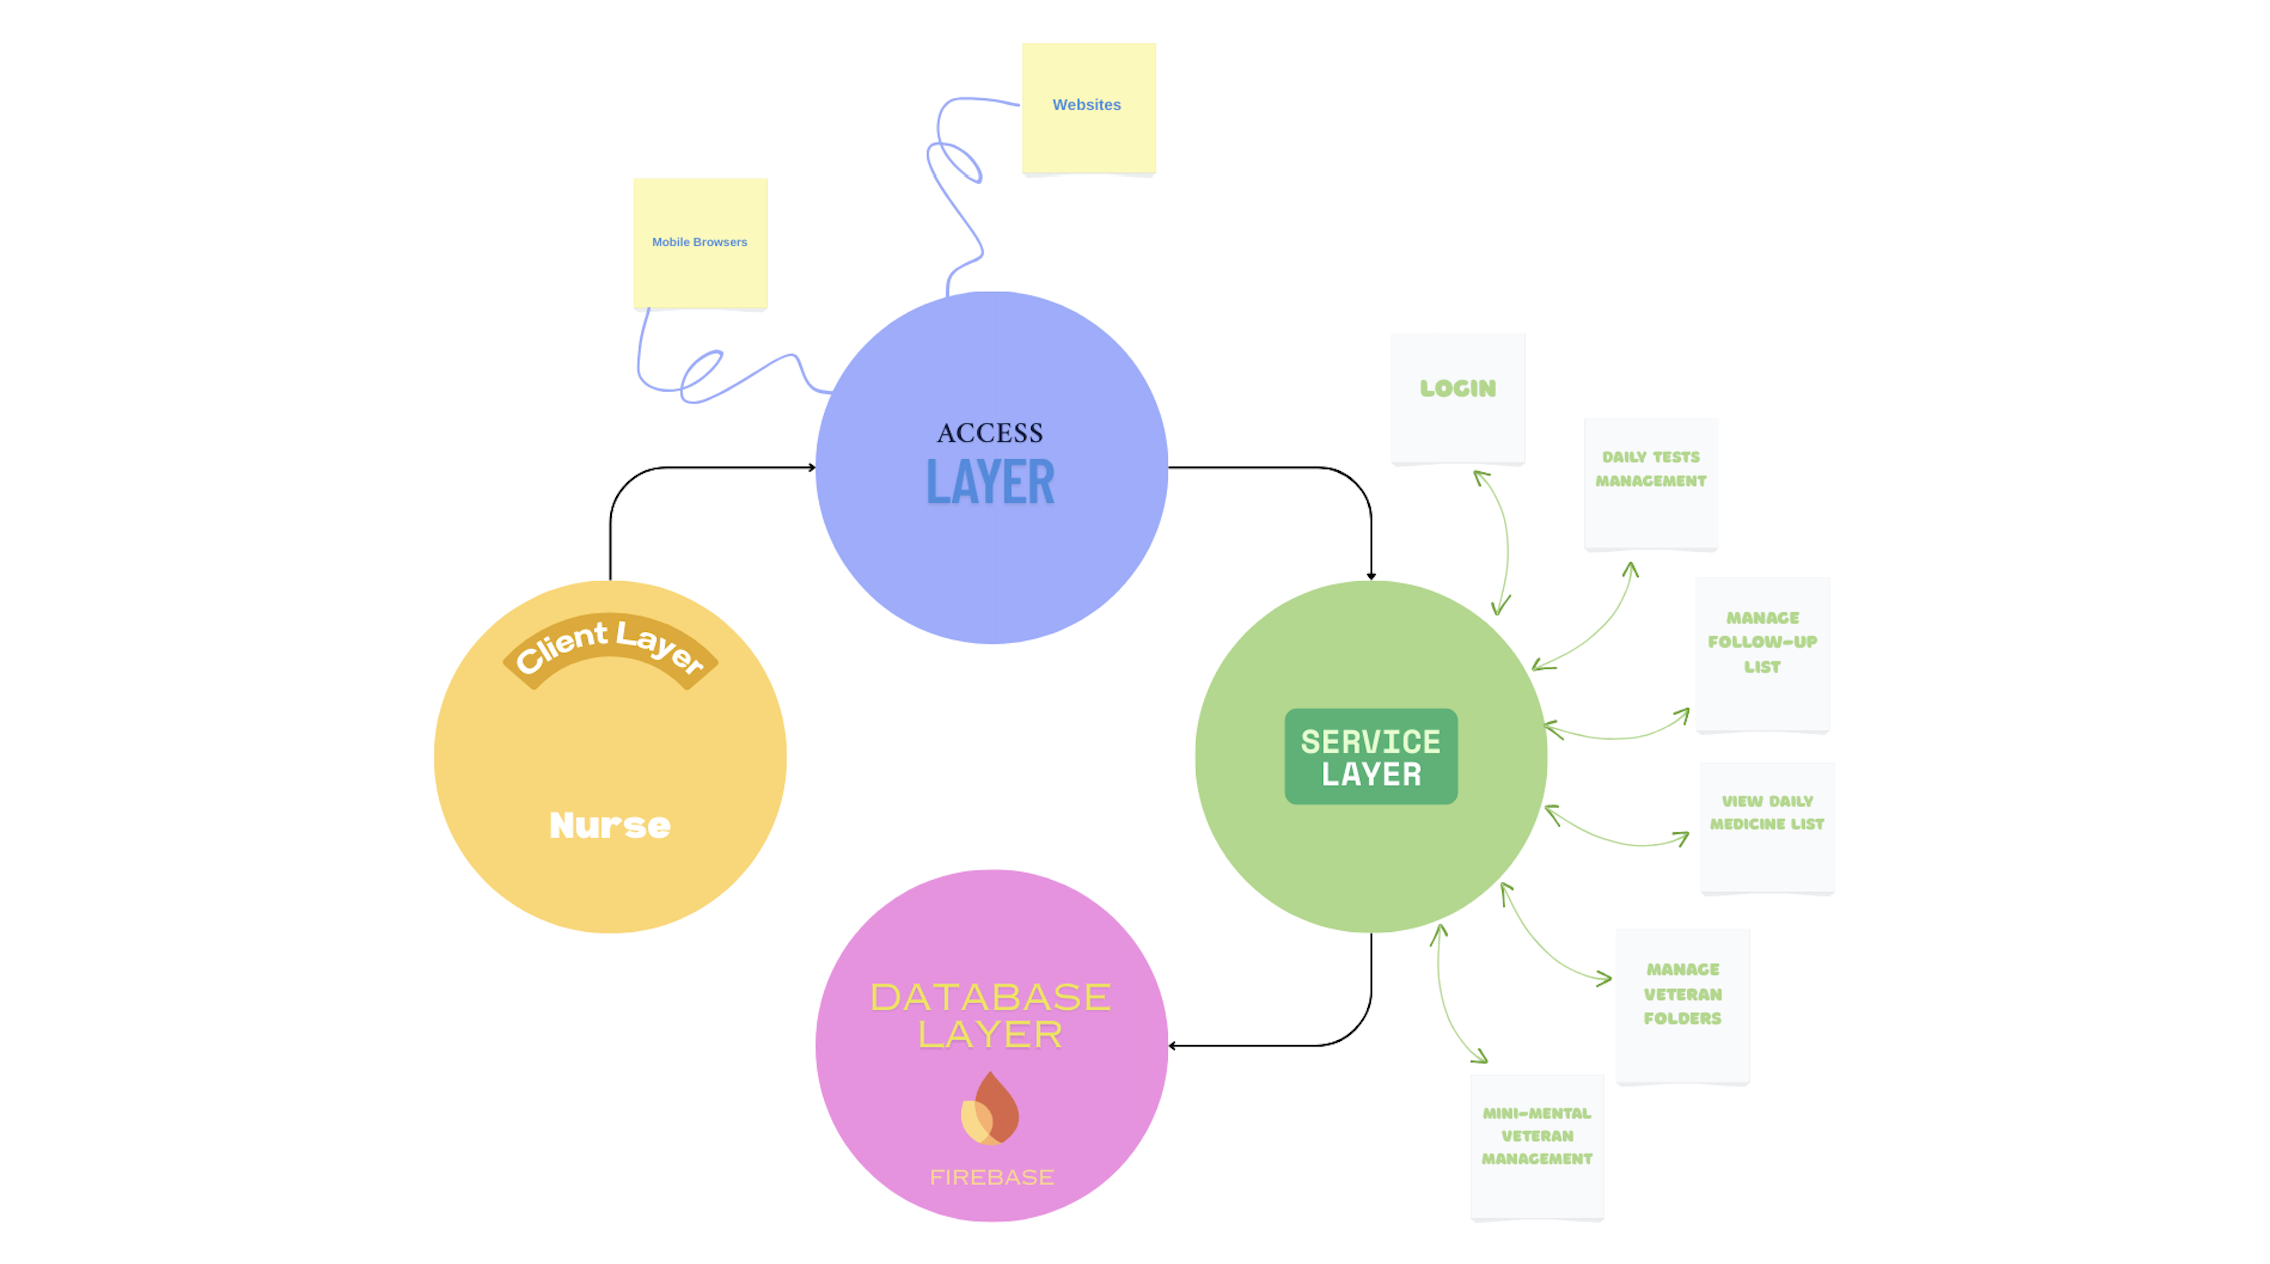 Websites
Mobile Browsers
ACCESS
LAYER
LOGIN
DAILY TESTS
MANAGEMENT
MANAGE
FOLLOW-UP
LIST
Client Layer
Nurse
SERVICE
LAYER
VIEW DAILY
MEDICINE LIST
MANAGE
VETERAN
FOLDERS
DATABASE
LAYER
FIREBASE
MINI-MENTAL
VETERAN
MANAGEMENT